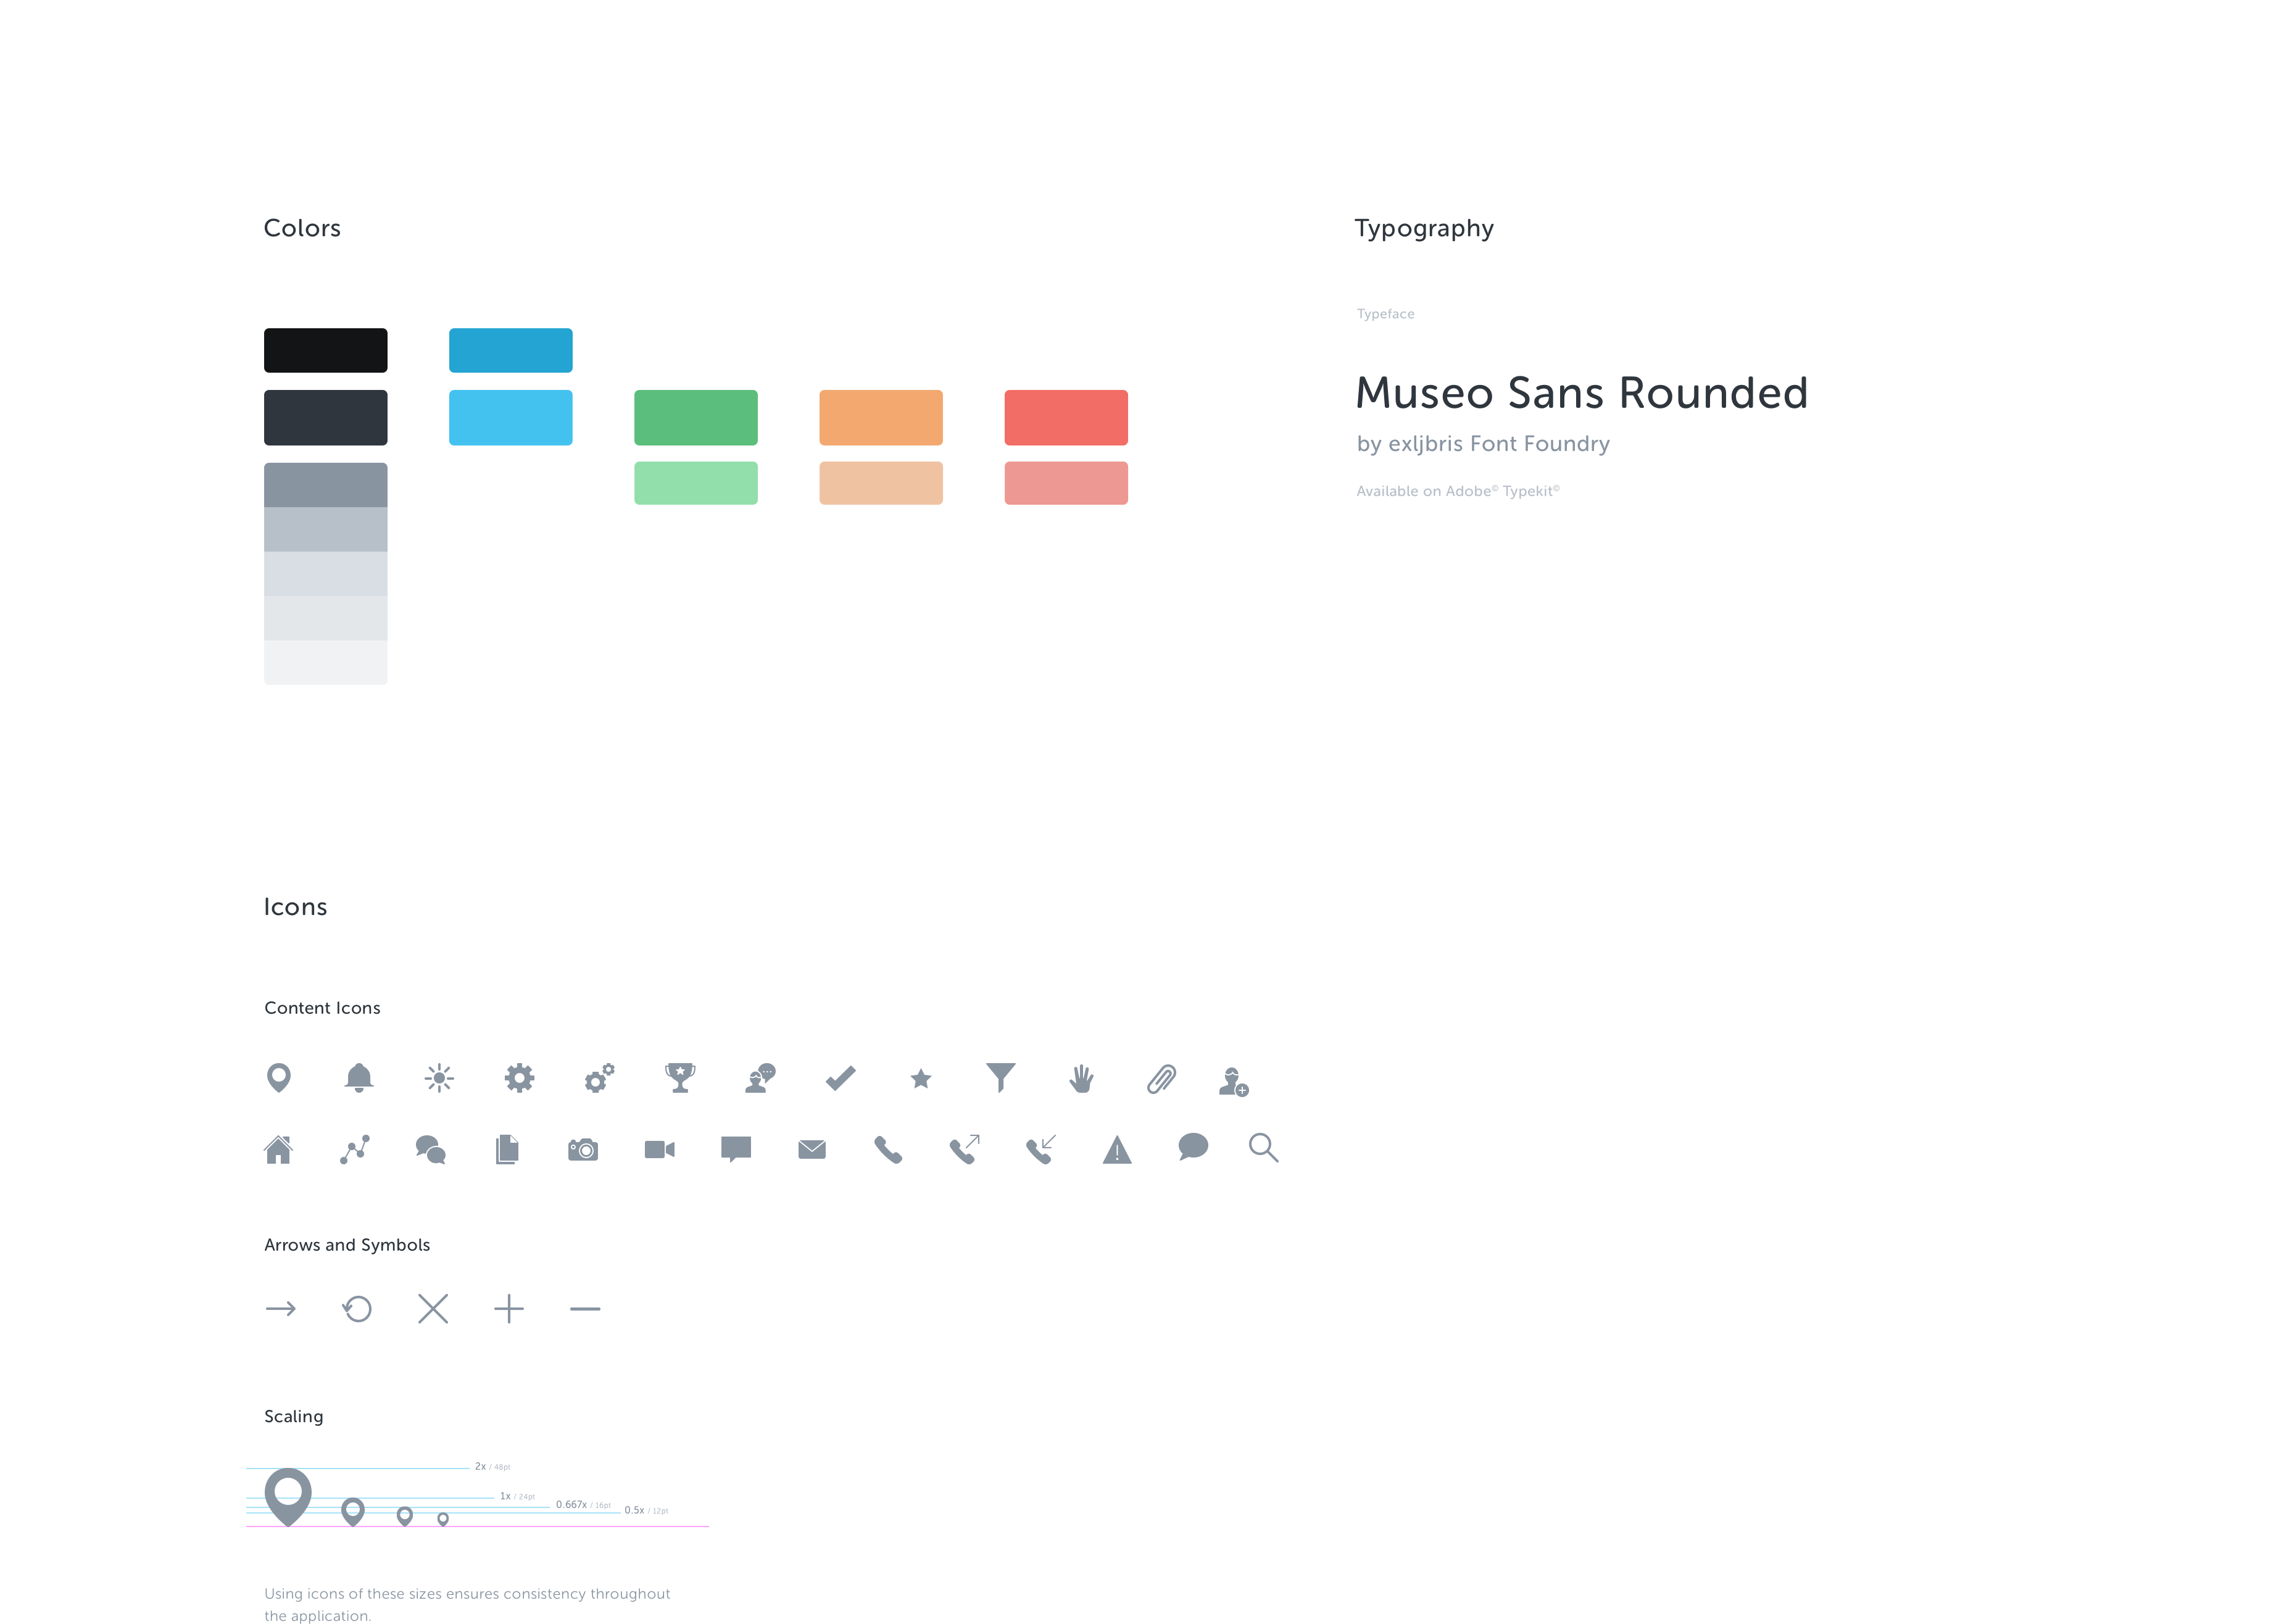 Colors
Typography
Typeface
Museo Sans Rounded
by exljbris Font Foundry
Available on Adobe© Typekit©
Icons
Content Icons
Arrows and Symbols
Scaling
2x / 48pt
1x / 24pt
0.667x / 16pt
0.5x / 12pt
Using icons of these sizes ensures consistency throughout
the application.